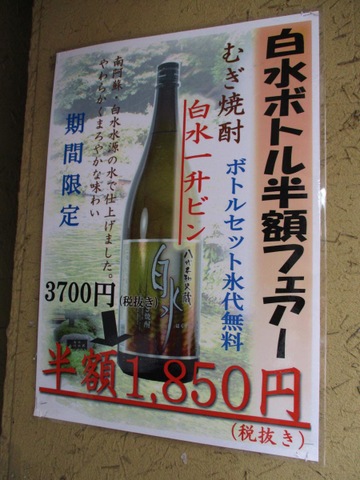 白水ボトル半額フェアー
むぎ焼酎
ボトルセット氷代無料
白水一升ビン
南阿蘇・白水水源の水で仕上げました。
やわらかくまろやかな味わい
期間限定
白水
3700円
(税抜き)
半額1,850円
(税抜き)